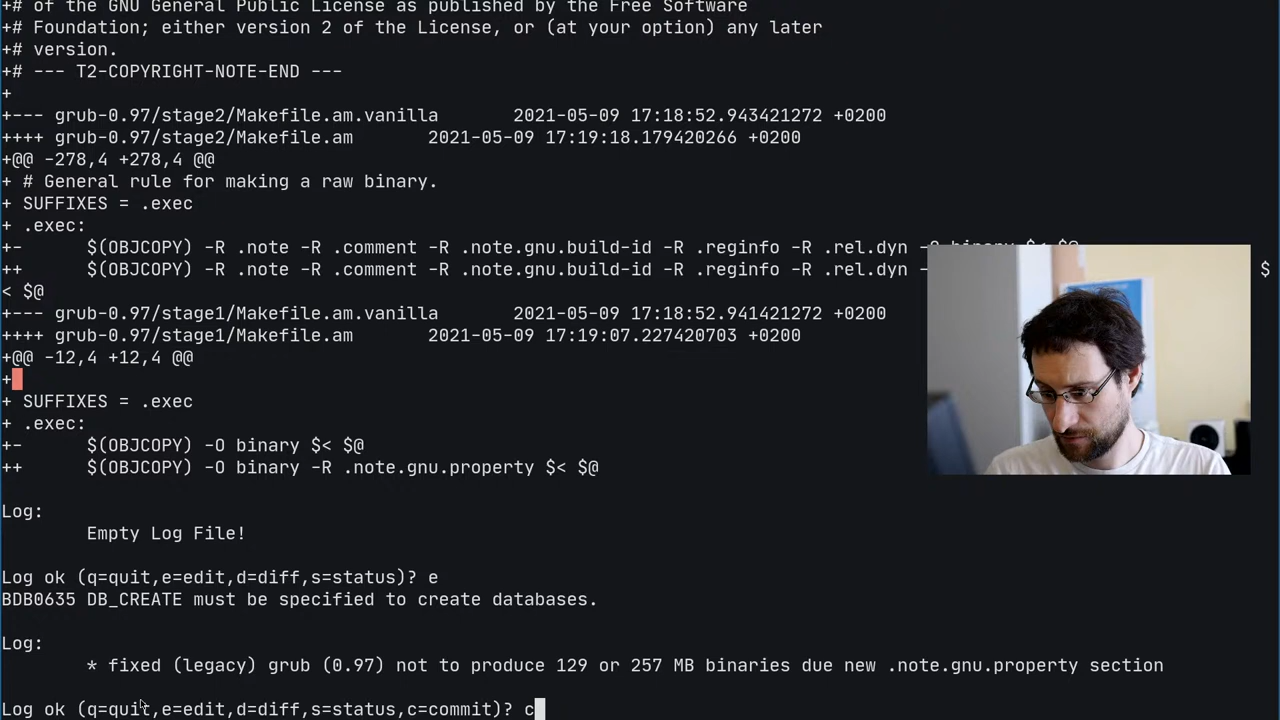 +# of the GNU General Public License as published by the Free Software
+# Foundation; either version 2 of the License, or (at your option) any later
+# version.
+# --- T2-COPYRIGHT-NOTE-END ---
+
+--- grub-0.97/stage2/Makefile.am.vanilla 2021-05-09 17:18:52.943421272 +0200
++++ grub-0.97/stage2/Makefile.am 2021-05-09 17:19:18.179420266 +0200
+@@ -278,4 +278,4 @@
+ # General rule for making a raw binary.
+ SUFFIXES = .exec
+ .exec:
+- $(OBJCOPY) -R .note -R .comment -R .note.gnu.build-id -R .reginfo -R .rel.dyn -O binary $< $@
++ $(OBJCOPY) -R .note -R .comment -R .note.gnu.build-id -R .reginfo -R .rel.dyn $
< $@
+--- grub-0.97/stage1/Makefile.am.vanilla 2021-05-09 17:18:52.941421272 +0200
++++ grub-0.97/stage1/Makefile.am 2021-05-09 17:19:07.227420703 +0200
+@@ -12,4 +12,4 @@
+
+ SUFFIXES = .exec
+ .exec:
+- $(OBJCOPY) -O binary $< $@
++ $(OBJCOPY) -O binary -R .note.gnu.property $< $@
Log:
Empty Log File!
Log ok (q=quit,e=edit,d=diff,s=status)? e
BDB0635 DB_CREATE must be specified to create databases.
Log:
* fixed (legacy) grub (0.97) not to produce 129 or 257 MB binaries due new .note.gnu.property section
Log ok (q=quit,e=edit,d=diff,s=status,c=commit)? c